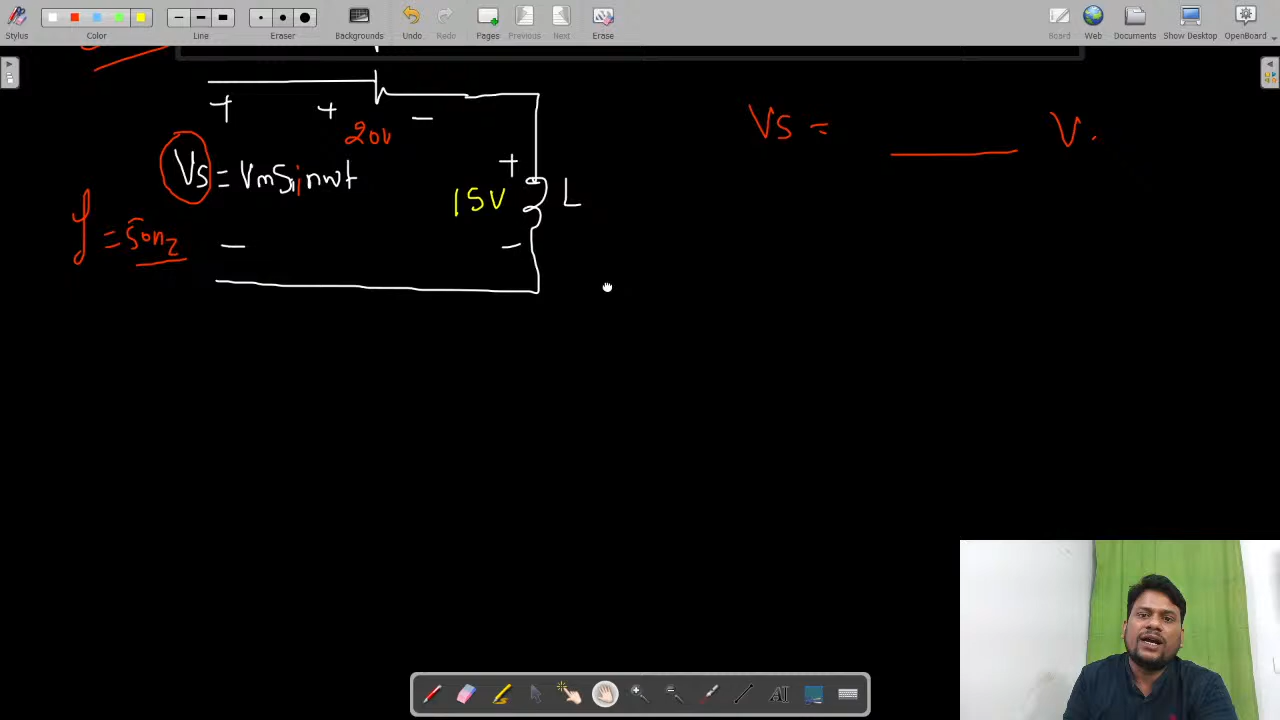 Stylus Color Line Eraser Backgrounds Undo Redo Pages Previous Next Erase Board Web Documents Show Desktop OpenBoard
+ + 20V −
VS = V.
VS = VmSinωt
+
15V L
f = 50Hz
− −